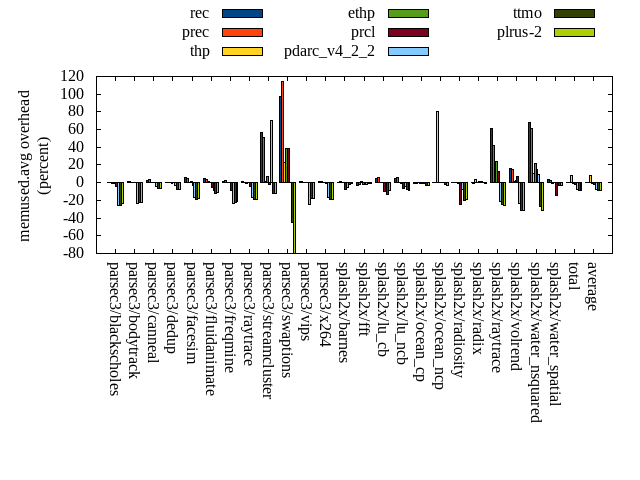 rec ethp ttmo
prec prcl plrus-2
thp pdarc_v4_2_2
memused.avg overhead
(percent)
120
100
80
60
40
20
0
-20
-40
-60
-80
parsec3/blackscholes
parsec3/bodytrack
parsec3/canneal
parsec3/dedup
parsec3/facesim
parsec3/fluidanimate
parsec3/freqmine
parsec3/raytrace
parsec3/streamcluster
parsec3/swaptions
parsec3/vips
parsec3/x264
splash2x/barnes
splash2x/fft
splash2x/lu_cb
splash2x/lu_ncb
splash2x/ocean_cp
splash2x/ocean_ncp
splash2x/radiosity
splash2x/radix
splash2x/raytrace
splash2x/volrend
splash2x/water_nsquared
splash2x/water_spatial
total
average